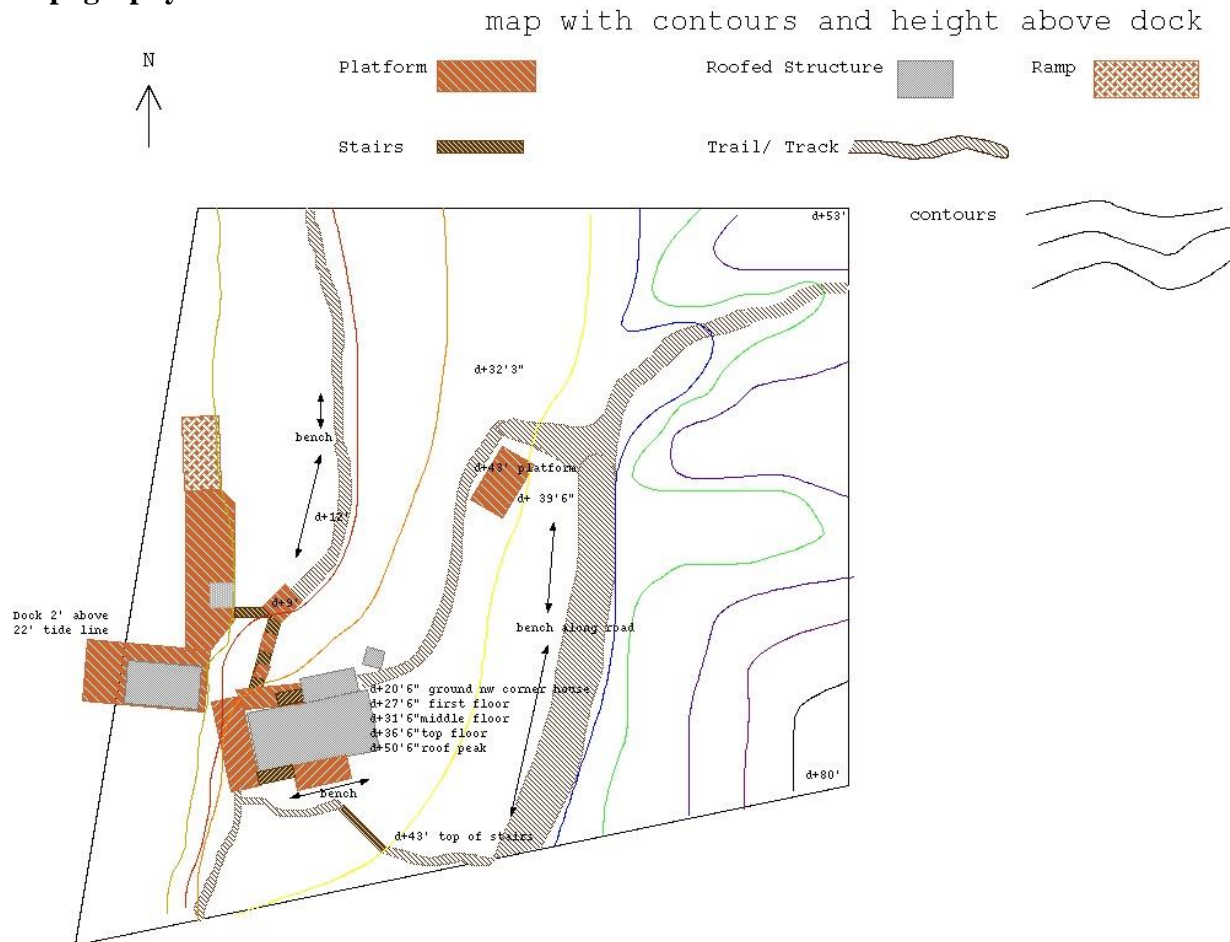 map with contours and height above dock
N
Platform
Roofed Structure
Ramp
Stairs
Trail/ Track
contours
d+53'
d+32'3"
bench
d+43' platform
d+ 39'6"
d+12'
d+9'
Dock 2' above
22' tide line
bench along road
d+20'6" ground nw corner house
d+27'6" first floor
d+31'6"middle floor
d+36'6"top floor
d+50'6"roof peak
d+80'
bench
d+43' top of stairs